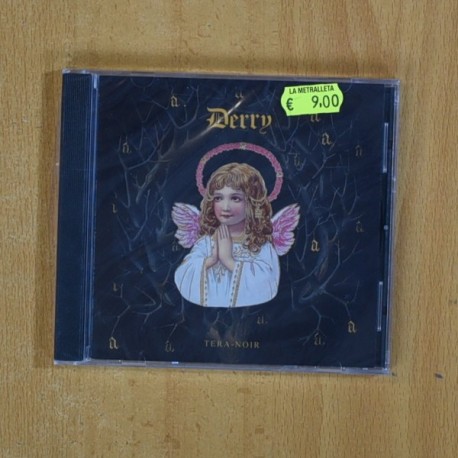 LA METRALLETA
€ 9,00
Derry
TERA-NOIR